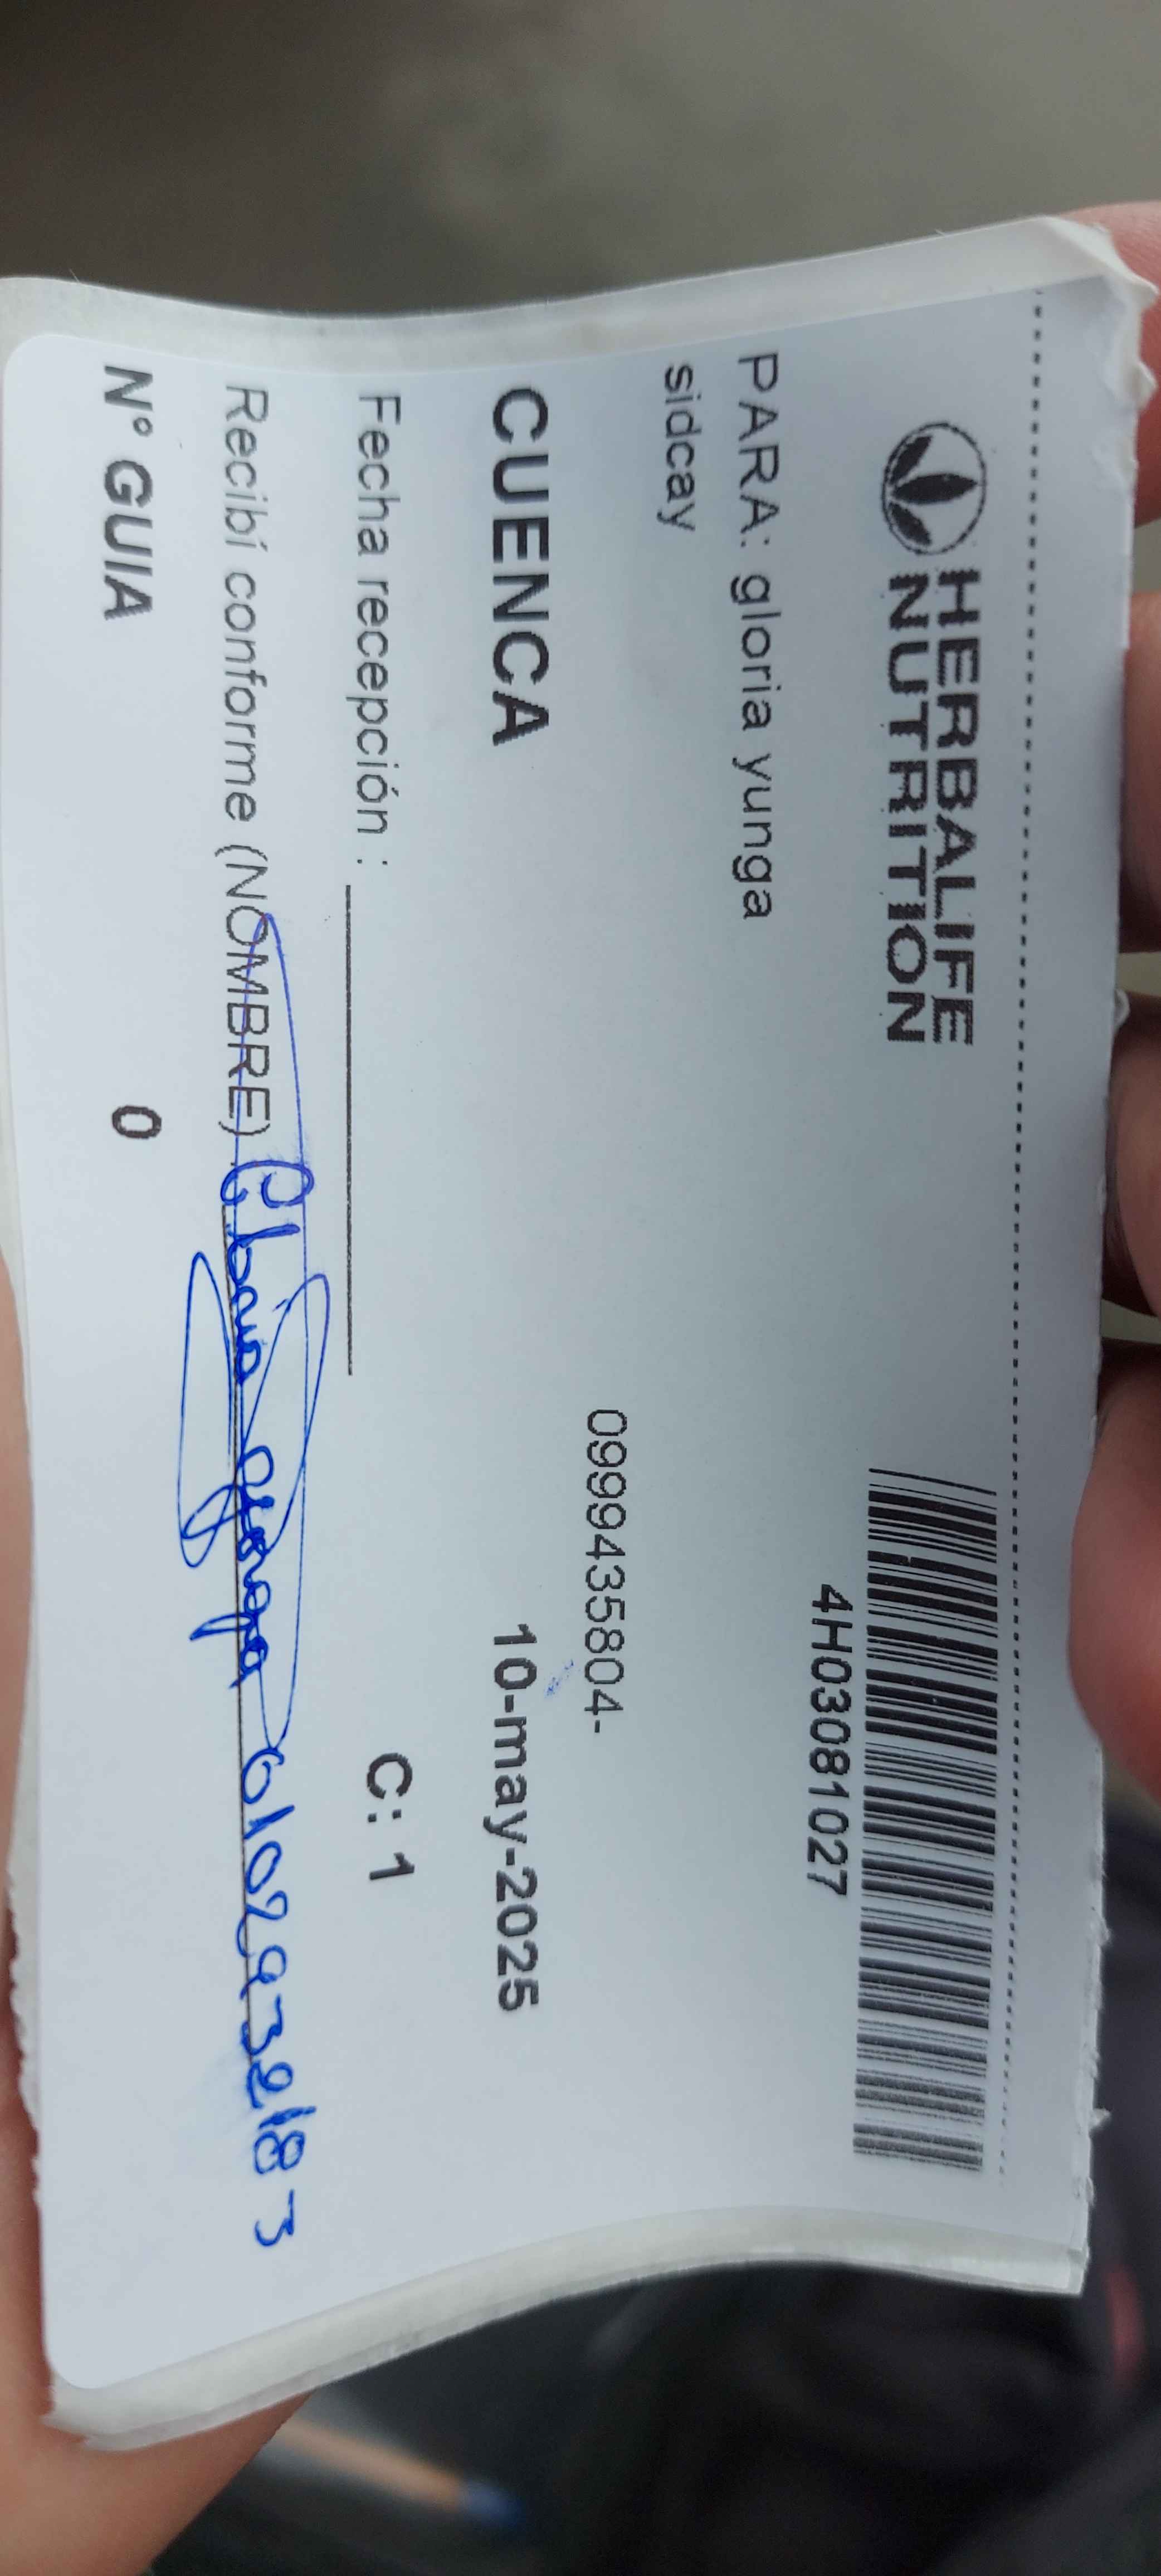 HERBALIFE
NUTRITION
4H03081027
PARA: gloria yunga
sidcay
0999435804-
CUENCA 10-may-2025
Fecha recepción : C: 1
Recibí conforme (NOMBRE)
Nº GUIA 0